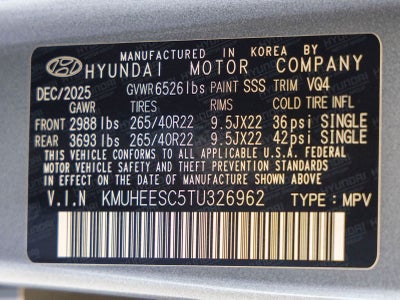 MANUFACTURED IN KOREA BY
HYUNDAI MOTOR COMPANY
DEC/2025 GVWR 6526 lbs PAINT SSS TRIM VQ4
GAWR TIRES RIMS COLD TIRE INFL
FRONT 2988 lbs 265/40R22 9.5JX22 36psi SINGLE
REAR 3693 lbs 265/40R22 9.5JX22 42psi SINGLE
THIS VEHICLE CONFORMS TO ALL APPLICABLE U.S.A. FEDERAL
MOTOR VEHICLE SAFETY AND THEFT PREVENTION STANDARDS
IN EFFECT ON THE DATE OF MANUFACTURE SHOWN ABOVE.
V.I.N KMUHEESC5TU326962 TYPE: MPV